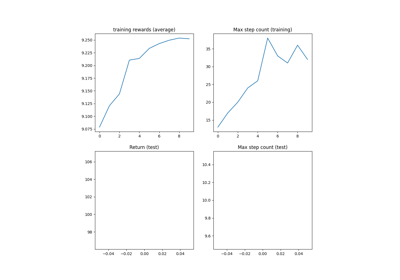 training rewards (average)
9.250
9.225
9.200
9.175
9.150
9.125
9.100
9.075
0 2 4 6 8
Max step count (training)
35
30
25
20
15
0 2 4 6 8
Return (test)
106
104
102
100
98
−0.04 −0.02 0.00 0.02 0.04
Max step count (test)
10.4
10.2
10.0
9.8
9.6
−0.04 −0.02 0.00 0.02 0.04